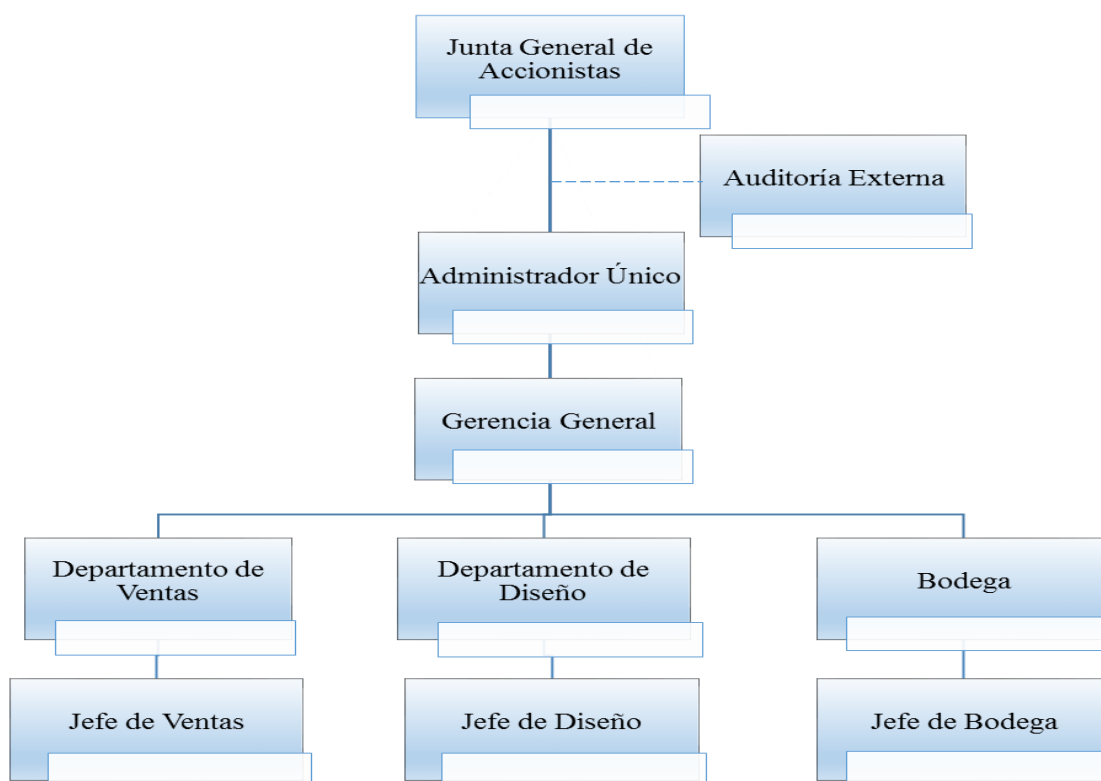 Junta General de
Accionistas
Auditoría Externa
Administrador Único
Gerencia General
Departamento de
Ventas
Departamento de
Diseño
Bodega
Jefe de Ventas
Jefe de Diseño
Jefe de Bodega